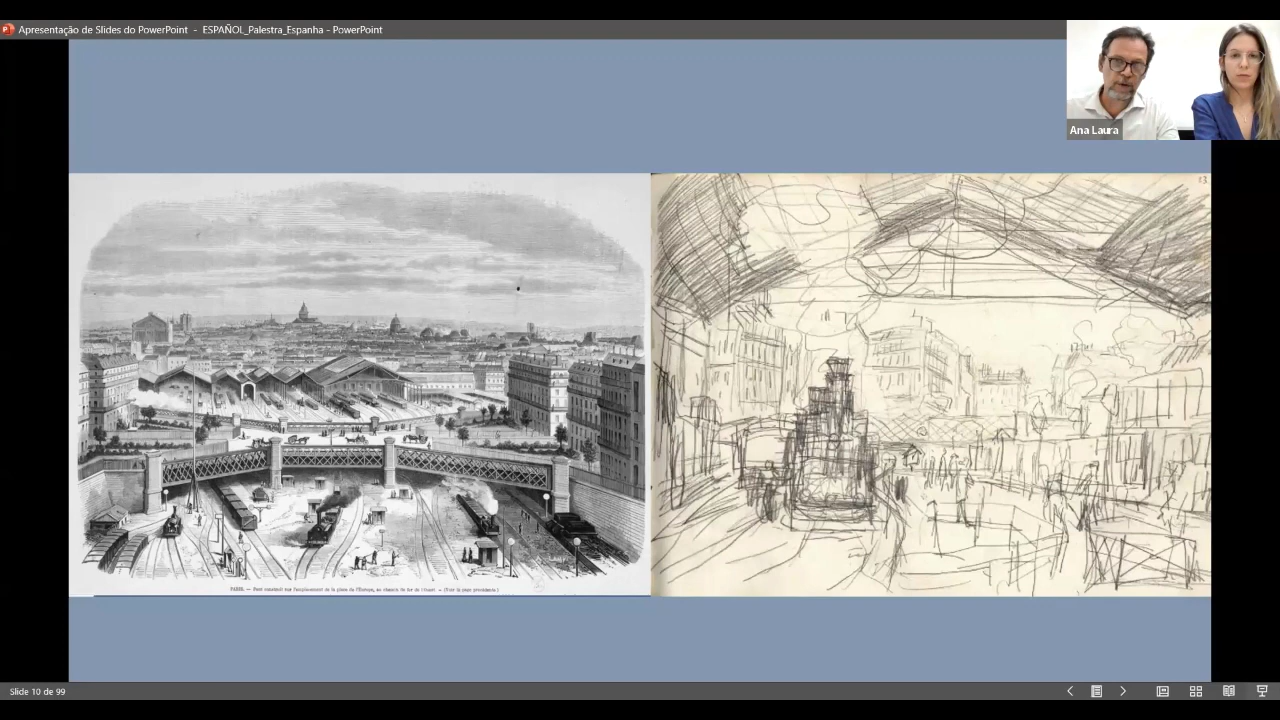 Apresentação de Slides do PowerPoint - ESPAÑOL_Palestra_Espanha - PowerPoint
Ana Laura
13
PARIS. — Pont construit sur l'emplacement de la place de l'Europe, au chemin de fer de l'Ouest. — (Voir la page précédente.)
Slide 10 de 99